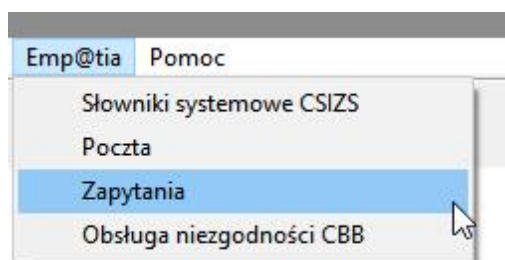 Emp@tia Pomoc
Słowniki systemowe CSIZS
Poczta
Zapytania
Obsługa niezgodności CBB